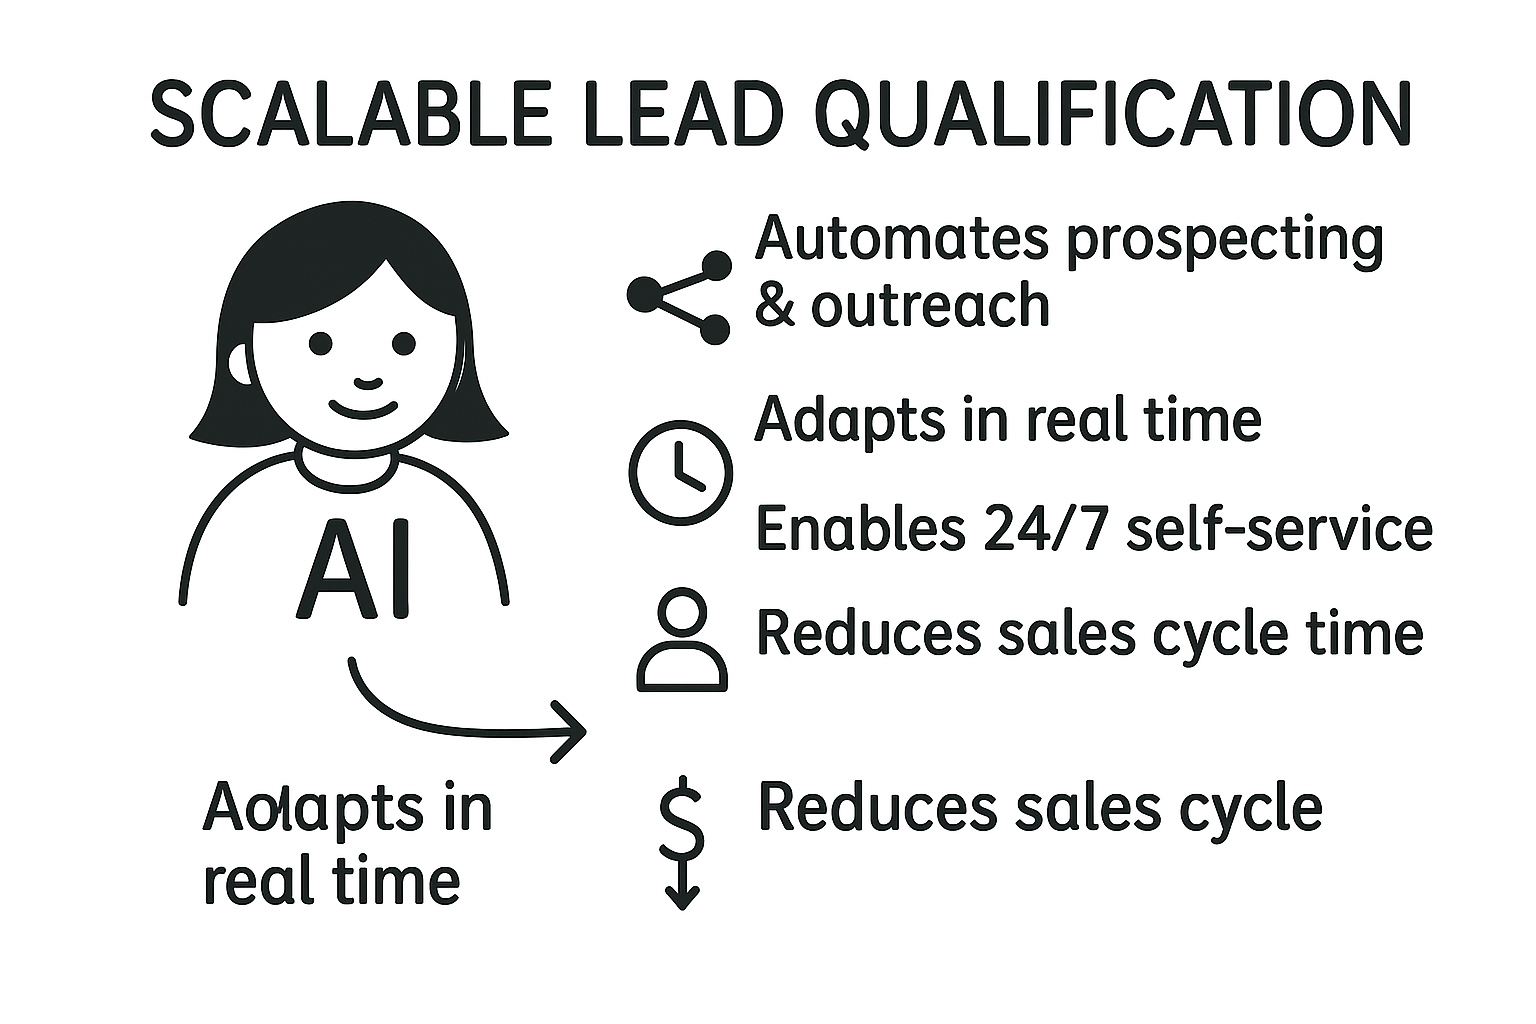 SCALABLE LEAD QUALIFICATION
Automates prospecting
& outreach
Adapts in real time
Enables 24/7 self-service
Reduces sales cycle time
AI
Aolapts in
real time
$
Reduces sales cycle